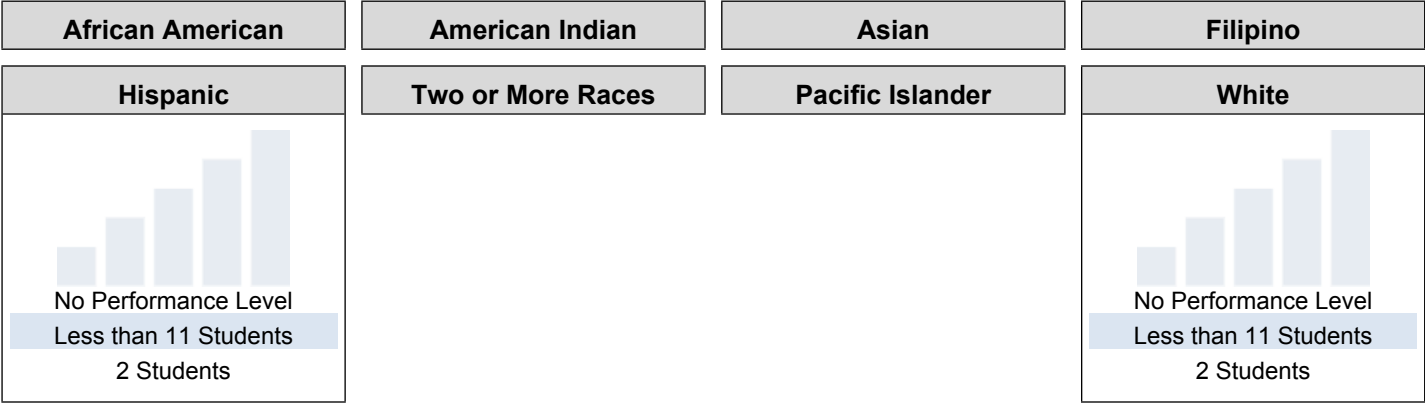 African American
American Indian
Asian
Filipino
Hispanic
Two or More Races
Pacific Islander
White
No Performance Level
Less than 11 Students
2 Students
No Performance Level
Less than 11 Students
2 Students